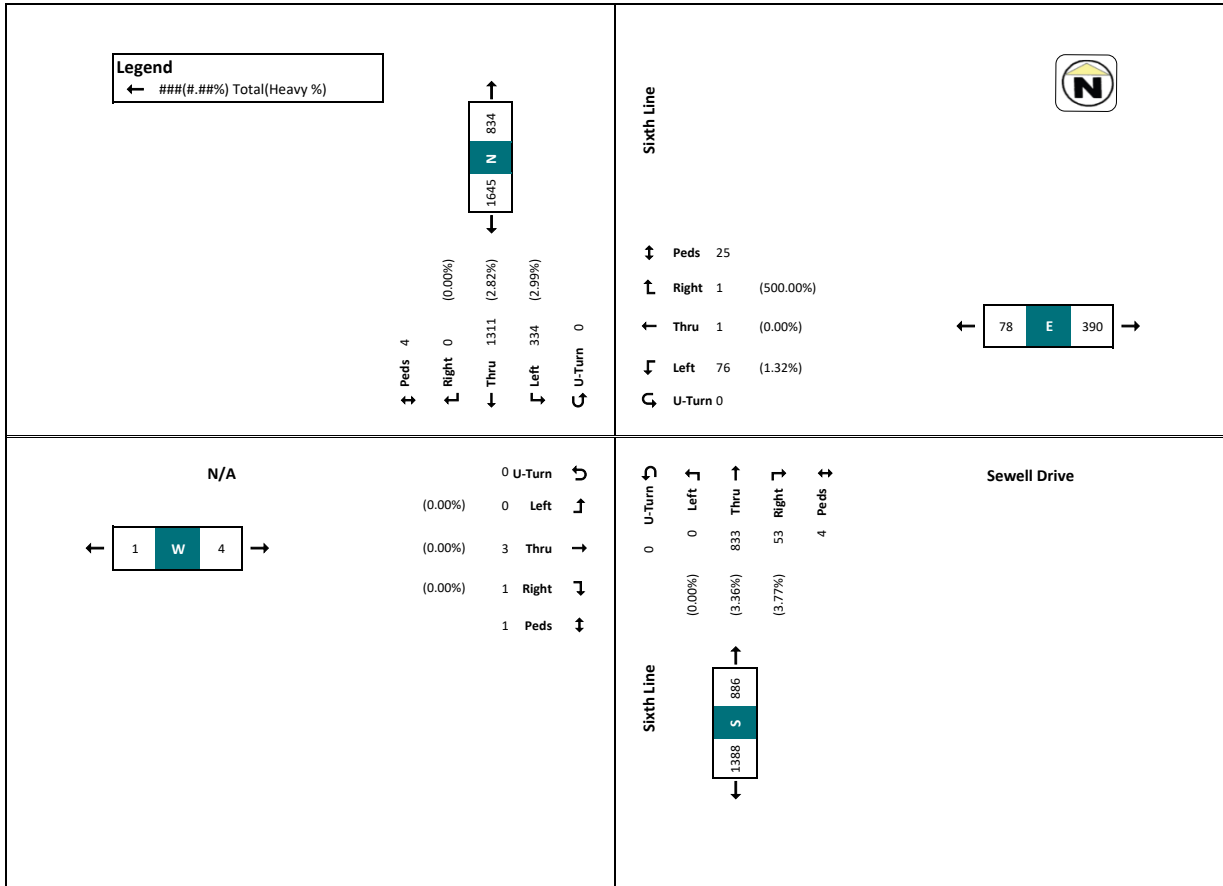 Legend
← ###(#.##%) Total(Heavy %)
834
N
1645
(0.00%) (2.82%) (2.99%)
Peds 4
Right 0
Thru 1311
Left 334
U-Turn 0
Sixth Line
N
Peds 25
Right 1 (500.00%)
Thru 1 (0.00%)
Left 76 (1.32%)
U-Turn 0
78 E 390
N/A
0 U-Turn
(0.00%) 0 Left
(0.00%) 3 Thru
(0.00%) 1 Right
1 Peds
1 W 4
U-Turn 0
Left 0 (0.00%)
Thru 833 (3.36%)
Right 53 (3.77%)
Peds 4
Sewell Drive
Sixth Line
886
S
1388